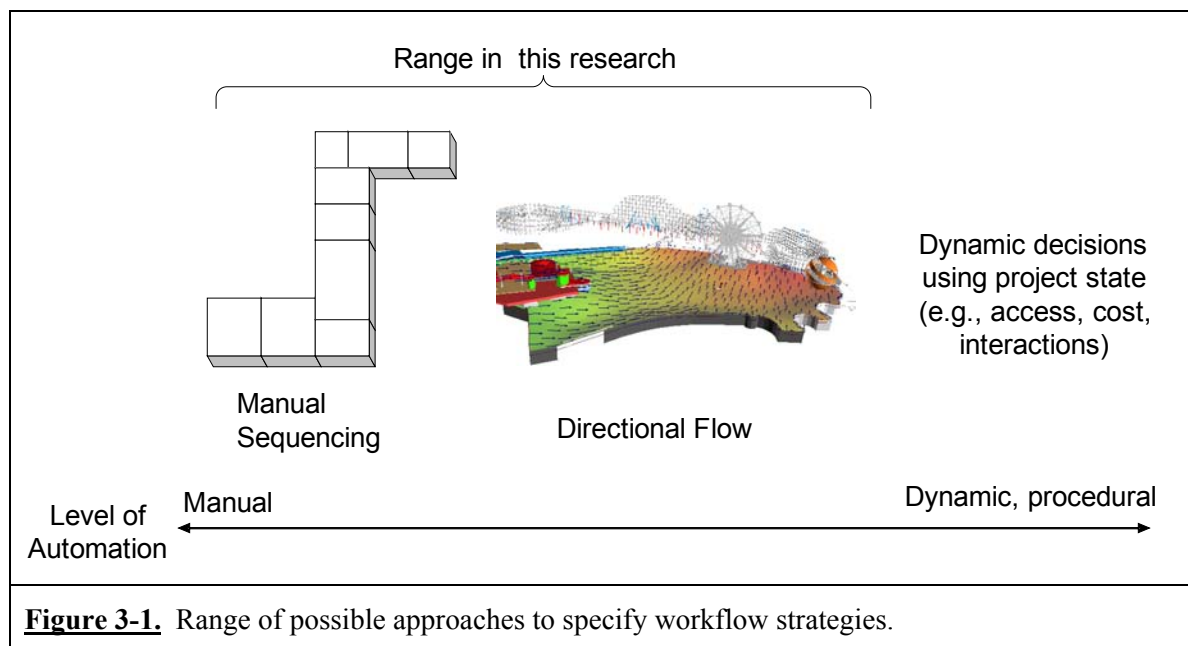 Range in this research
Dynamic decisions
using project state
(e.g., access, cost,
interactions)
Manual
Sequencing
Directional Flow
Manual
Dynamic, procedural
Level of
Automation
Figure 3-1. Range of possible approaches to specify workflow strategies.